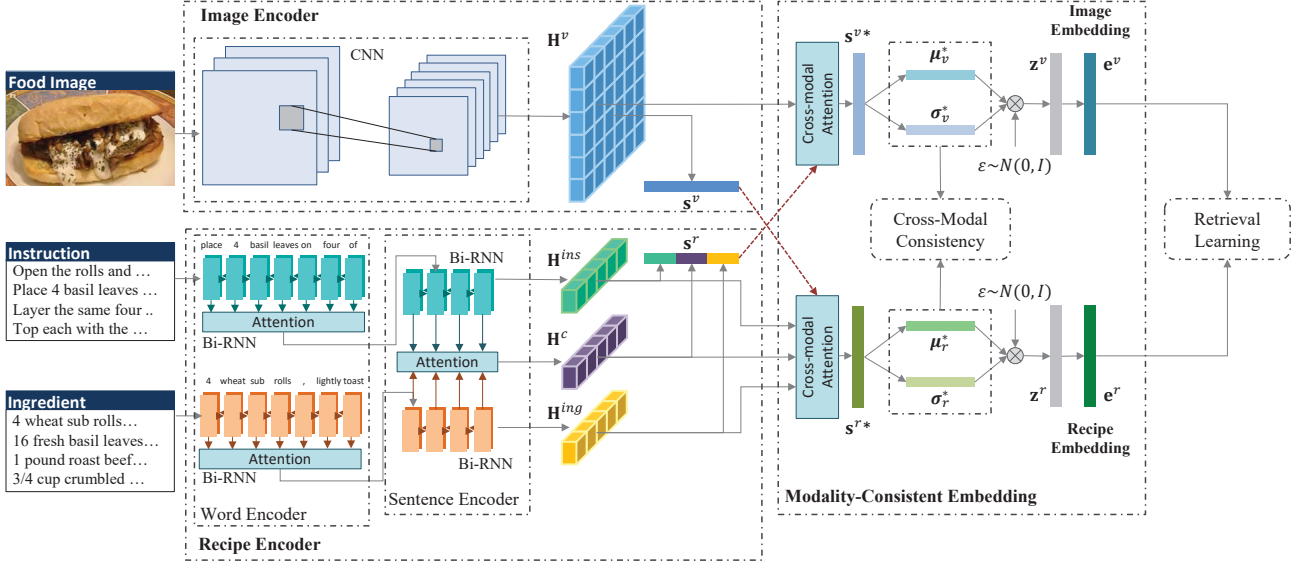 Image Encoder
CNN
Food Image
H^v
s^v
Instruction
Open the rolls and …
Place 4 basil leaves …
Layer the same four ..
Top each with the …
Ingredient
4 wheat sub rolls…
16 fresh basil leaves…
1 pound roast beef…
3/4 cup crumbled …
place 4 basil leaves on four of
Attention
Bi-RNN
4 wheat sub rolls , lightly toast
Attention
Bi-RNN
Word Encoder
Bi-RNN
Attention
Bi-RNN
Sentence Encoder
Recipe Encoder
H^{ins}
H^c
H^{ing}
s^r
Cross-modal
Attention
s^{v*}
μ_v^*
σ_v^*
ε~N(0, I)
z^v
Image
Embedding
e^v
Cross-Modal
Consistency
Retrieval
Learning
Cross-modal
Attention
s^{r*}
μ_r^*
σ_r^*
ε~N(0, I)
z^r
e^r
Recipe
Embedding
Modality-Consistent Embedding